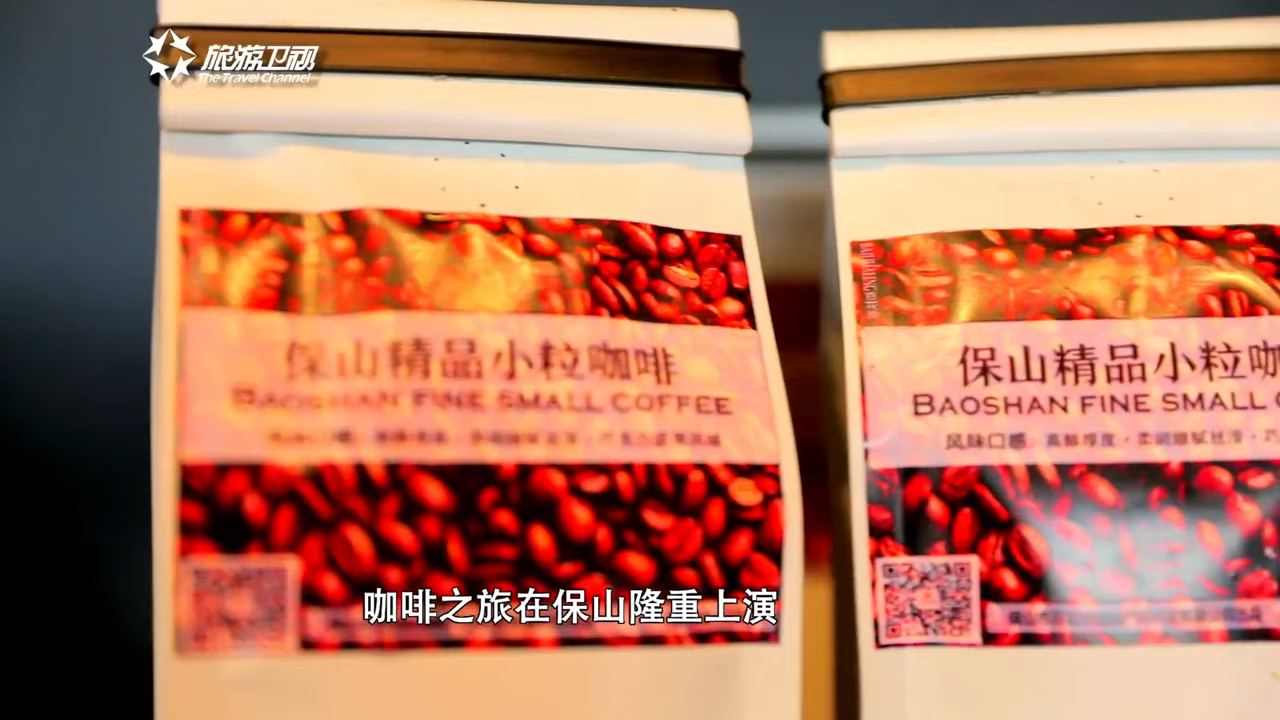 旅游卫视
The Travel Channel
保山精品小粒咖啡
BAOSHAN FINE SMALL COFFEE
保山精品小粒咖
BAOSHAN FINE SMALL
风味口感 高醇厚度·柔润细腻丝滑·
咖啡之旅在保山隆重上演